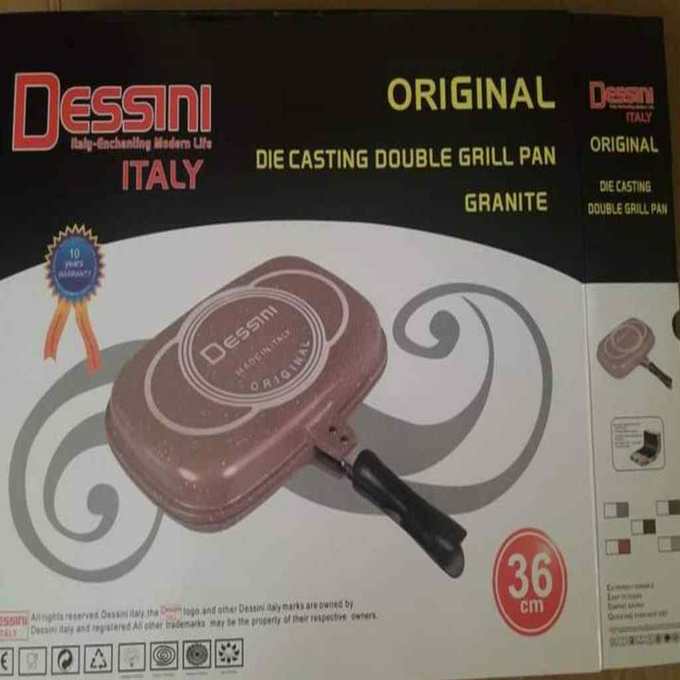 DESSINI
Italy-Enchanting Modern Life
ITALY
ORIGINAL
DIE CASTING DOUBLE GRILL PAN
GRANITE
10
YEARS
WARRANTY
DESSINI
MADE IN ITALY
ORIGINAL
36
cm
DESSINI
ITALY
All rights reserved. Dessini italy, the Dessini logo, and other Dessini italy marks are owned by
Dessini italy and registered. All other trademarks may be the property of their respective owners.
DESSINI
ITALY
ORIGINAL
DIE CASTING
DOUBLE GRILL PAN